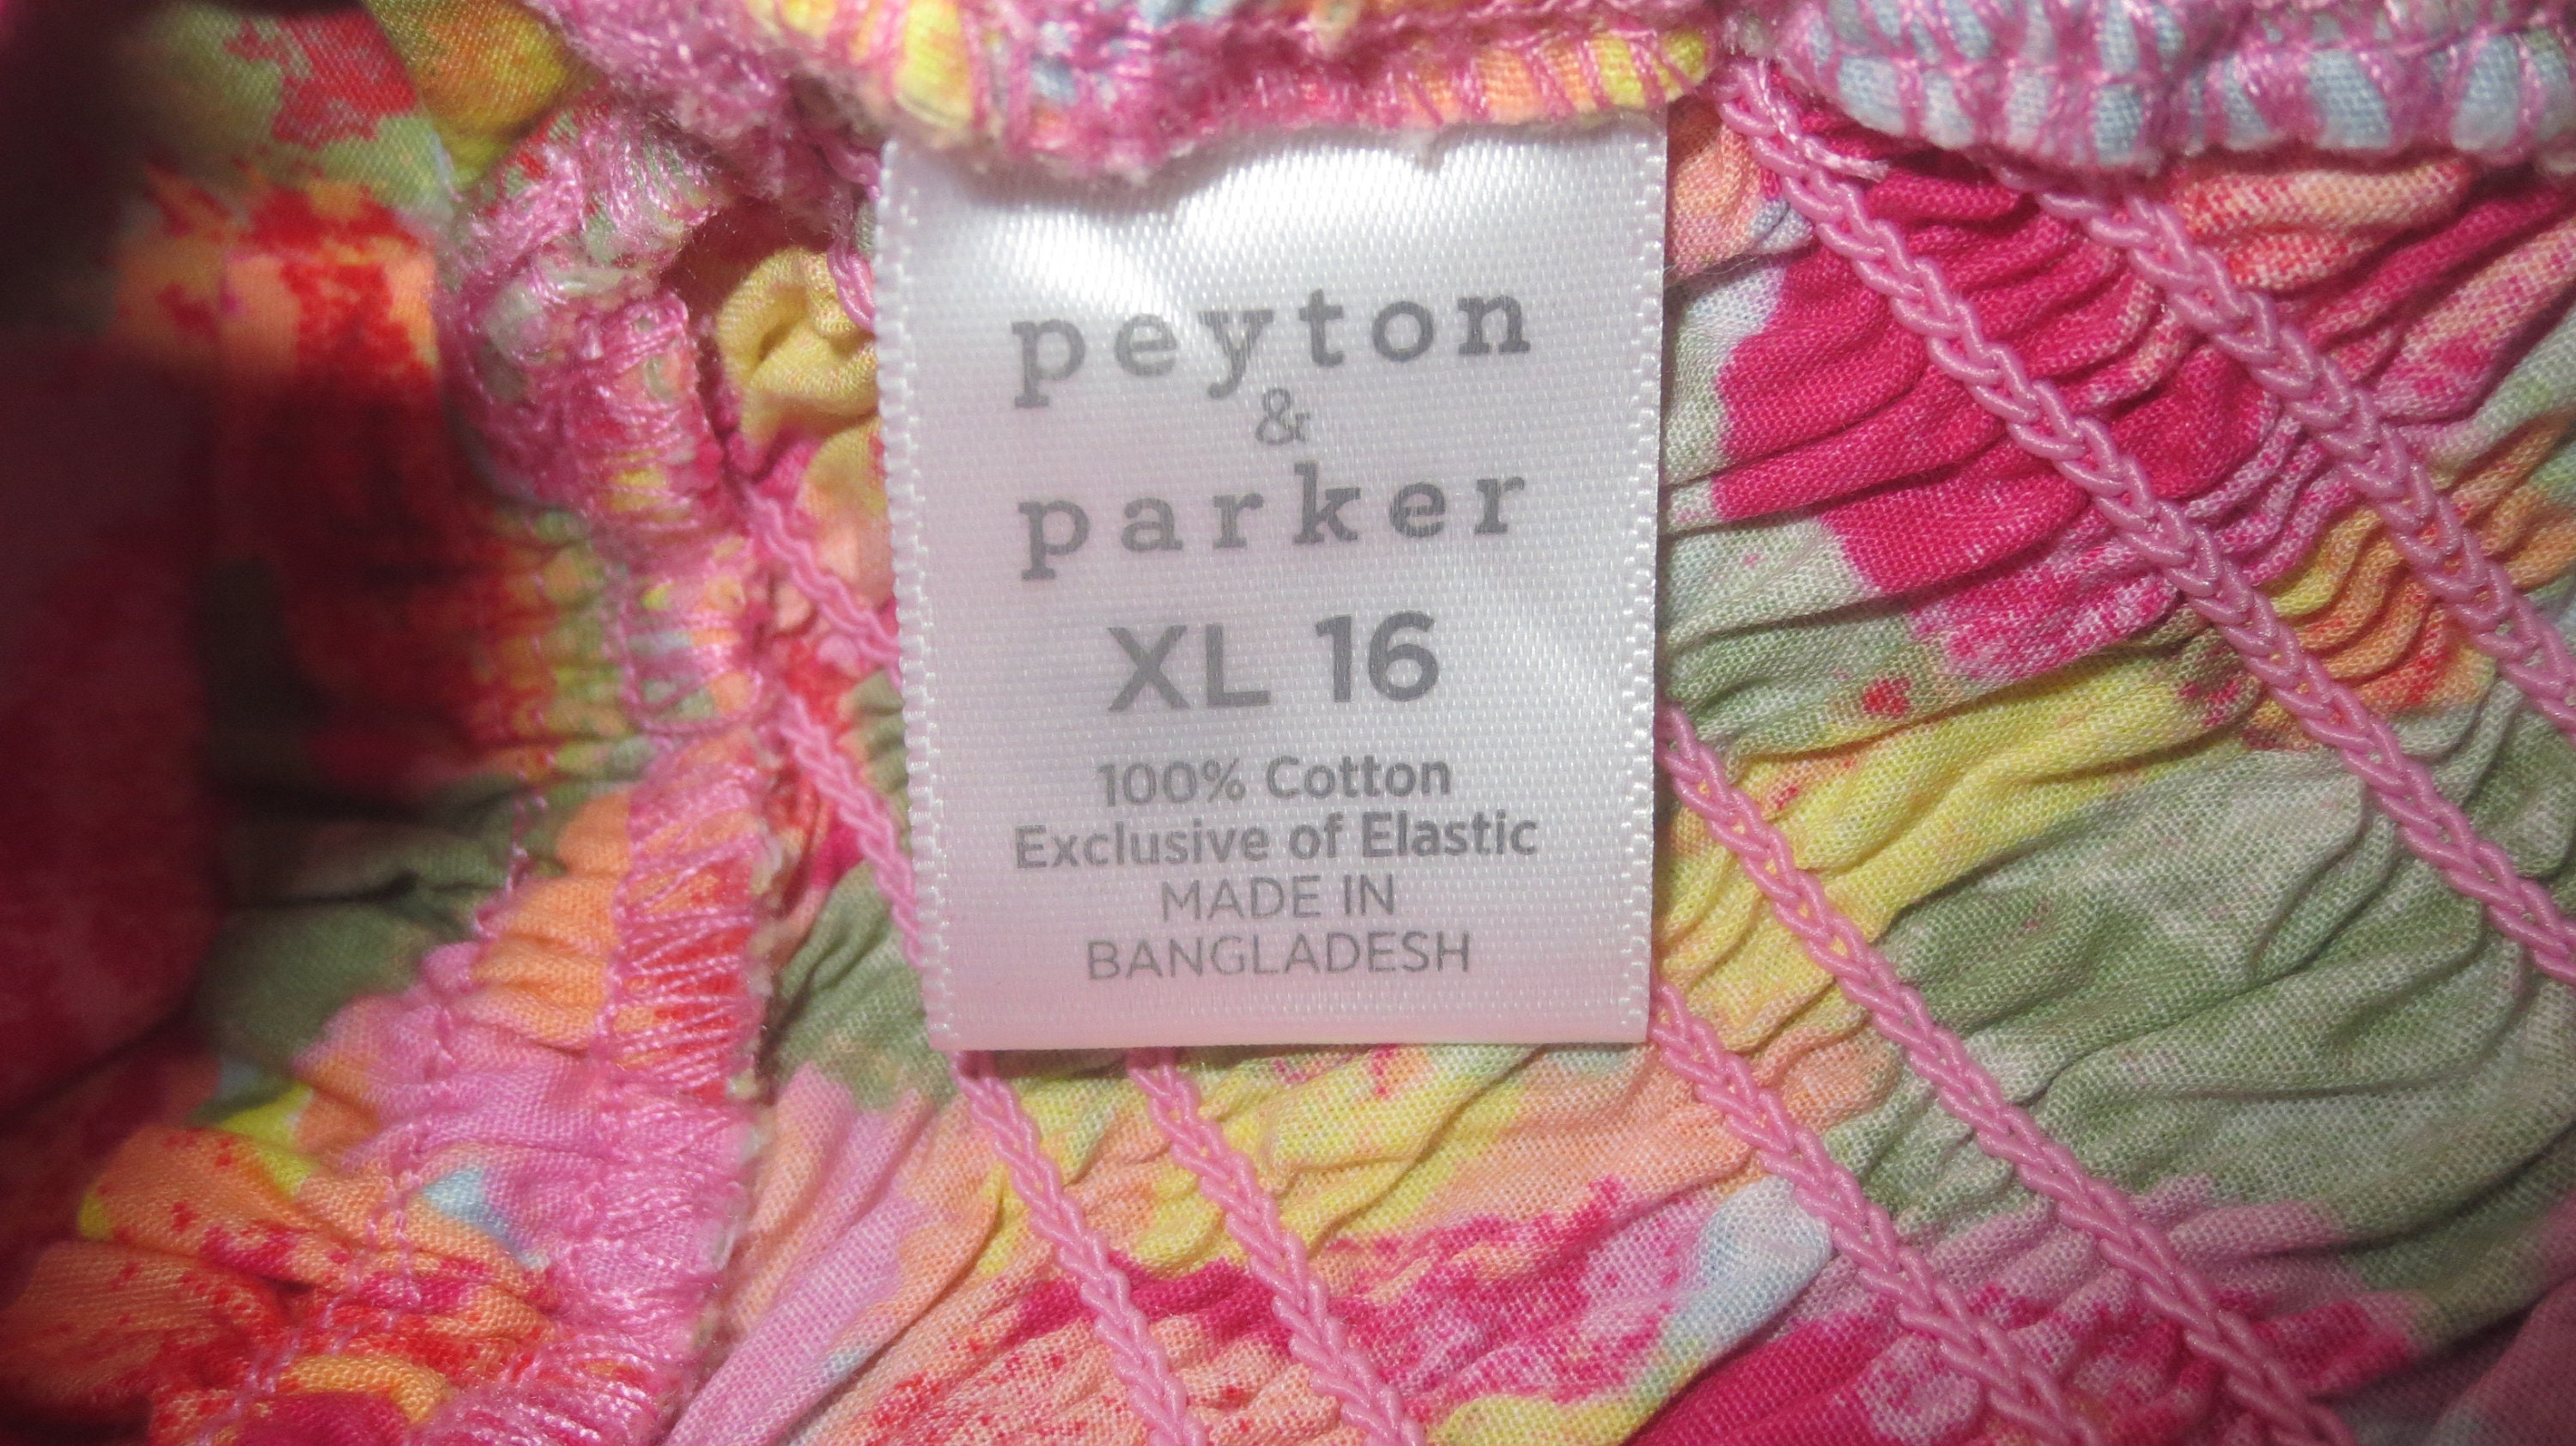 peyton
&
parker
XL 16
100% Cotton
Exclusive of Elastic
MADE IN
BANGLADESH